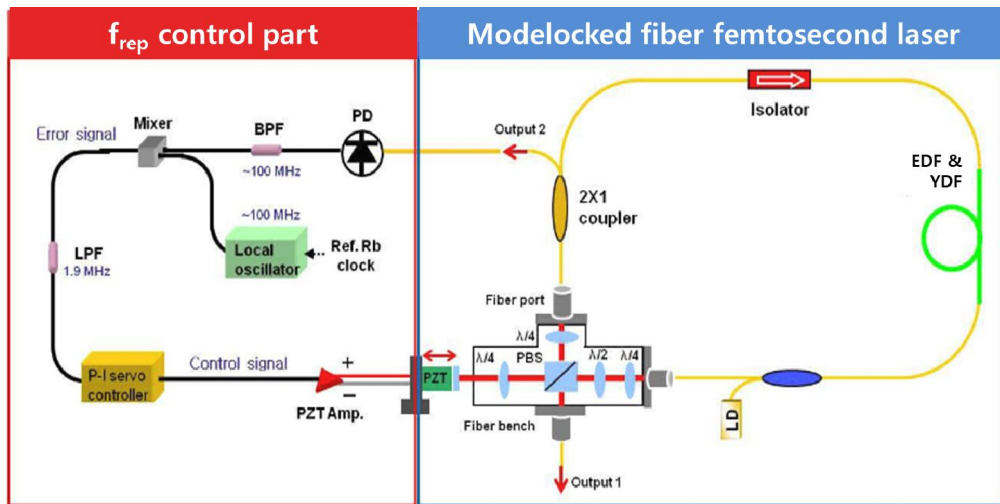 f_rep control part
Modelocked fiber femtosecond laser
Error signal
Mixer
BPF
~100 MHz
PD
Output 2
Isolator
EDF &
YDF
2X1
coupler
LPF
1.9 MHz
~100 MHz
Local
oscillator
Ref. Rb
clock
Fiber port
λ/4
λ/4
PBS
λ/2
λ/4
P-I servo
controller
Control signal
+
−
PZT Amp.
PZT
Fiber bench
LD
Output 1